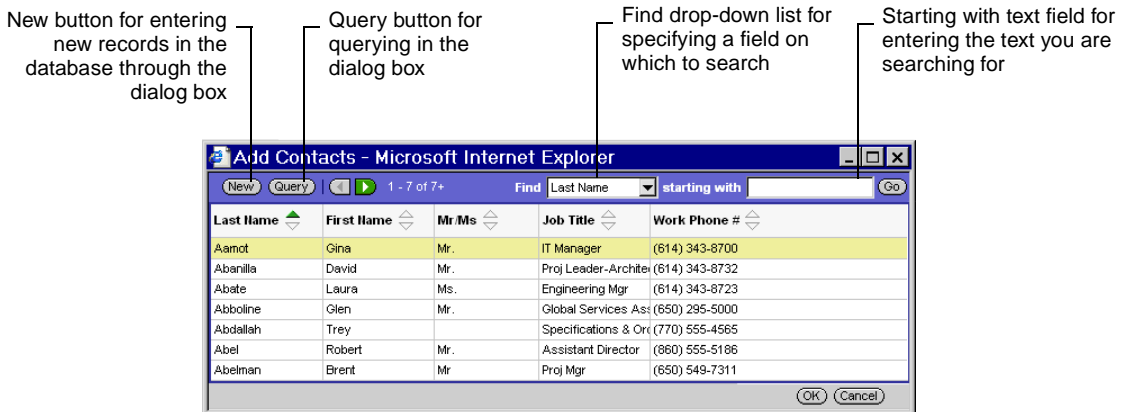 New button for entering
new records in the
database through the
dialog box
Query button for
querying in the
dialog box
Find drop-down list for
specifying a field on
which to search
Starting with text field for
entering the text you are
searching for
Add Contacts - Microsoft Internet Explorer
New Query 1 - 7 of 7+ Find Last Name starting with Go
Last Name First Name Mr/Ms Job Title Work Phone #
Aamot Gina Mr. IT Manager (614) 343-8700
Abanilla David Mr. Proj Leader-Archite (614) 343-8732
Abate Laura Ms. Engineering Mgr (614) 343-8723
Abboline Glen Mr. Global Services Ass (650) 295-5000
Abdallah Trey Specifications & Ord (770) 555-4565
Abel Robert Mr. Assistant Director (860) 555-5186
Abelman Brent Mr Proj Mgr (650) 549-7311
OK Cancel